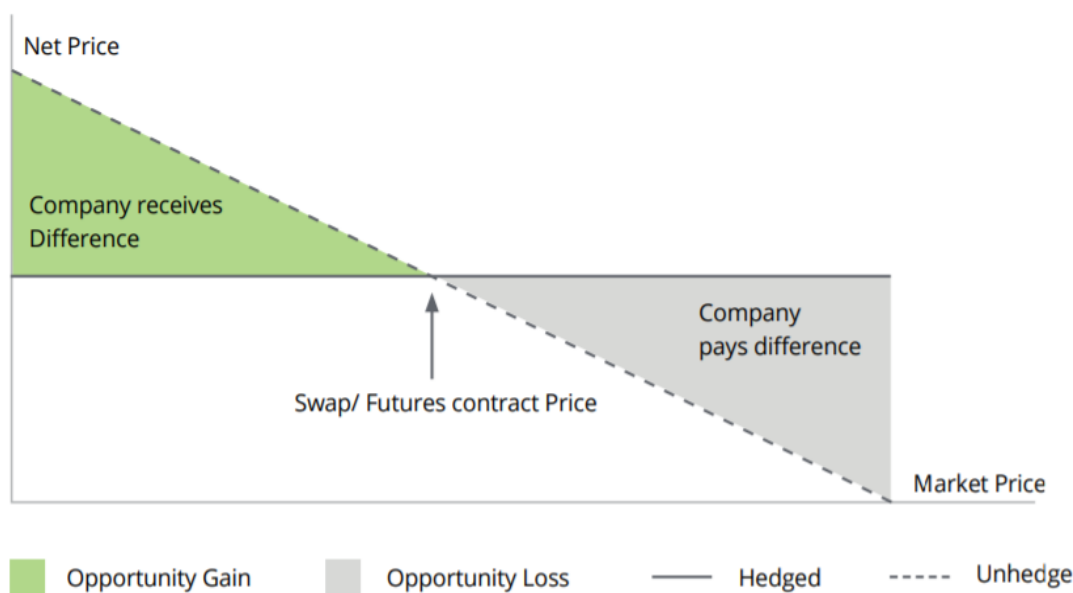 Net Price
Company receives
Difference
Company
pays difference
Swap/ Futures contract Price
Market Price
Opportunity Gain
Opportunity Loss
Hedged
Unhedge